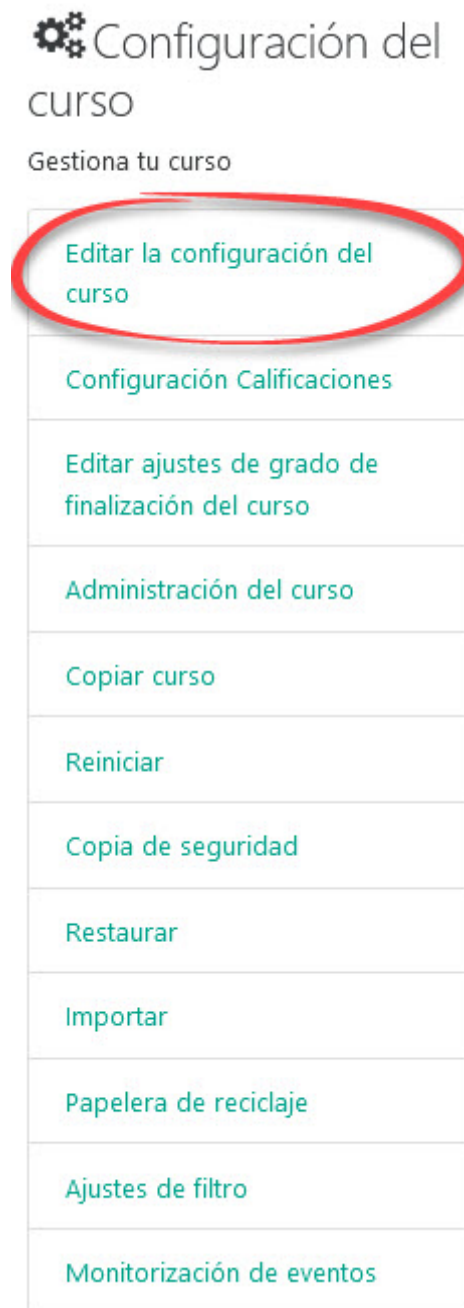 Configuración del
curso
Gestiona tu curso
Editar la configuración del
curso
Configuración Calificaciones
Editar ajustes de grado de
finalización del curso
Administración del curso
Copiar curso
Reiniciar
Copia de seguridad
Restaurar
Importar
Papelera de reciclaje
Ajustes de filtro
Monitorización de eventos